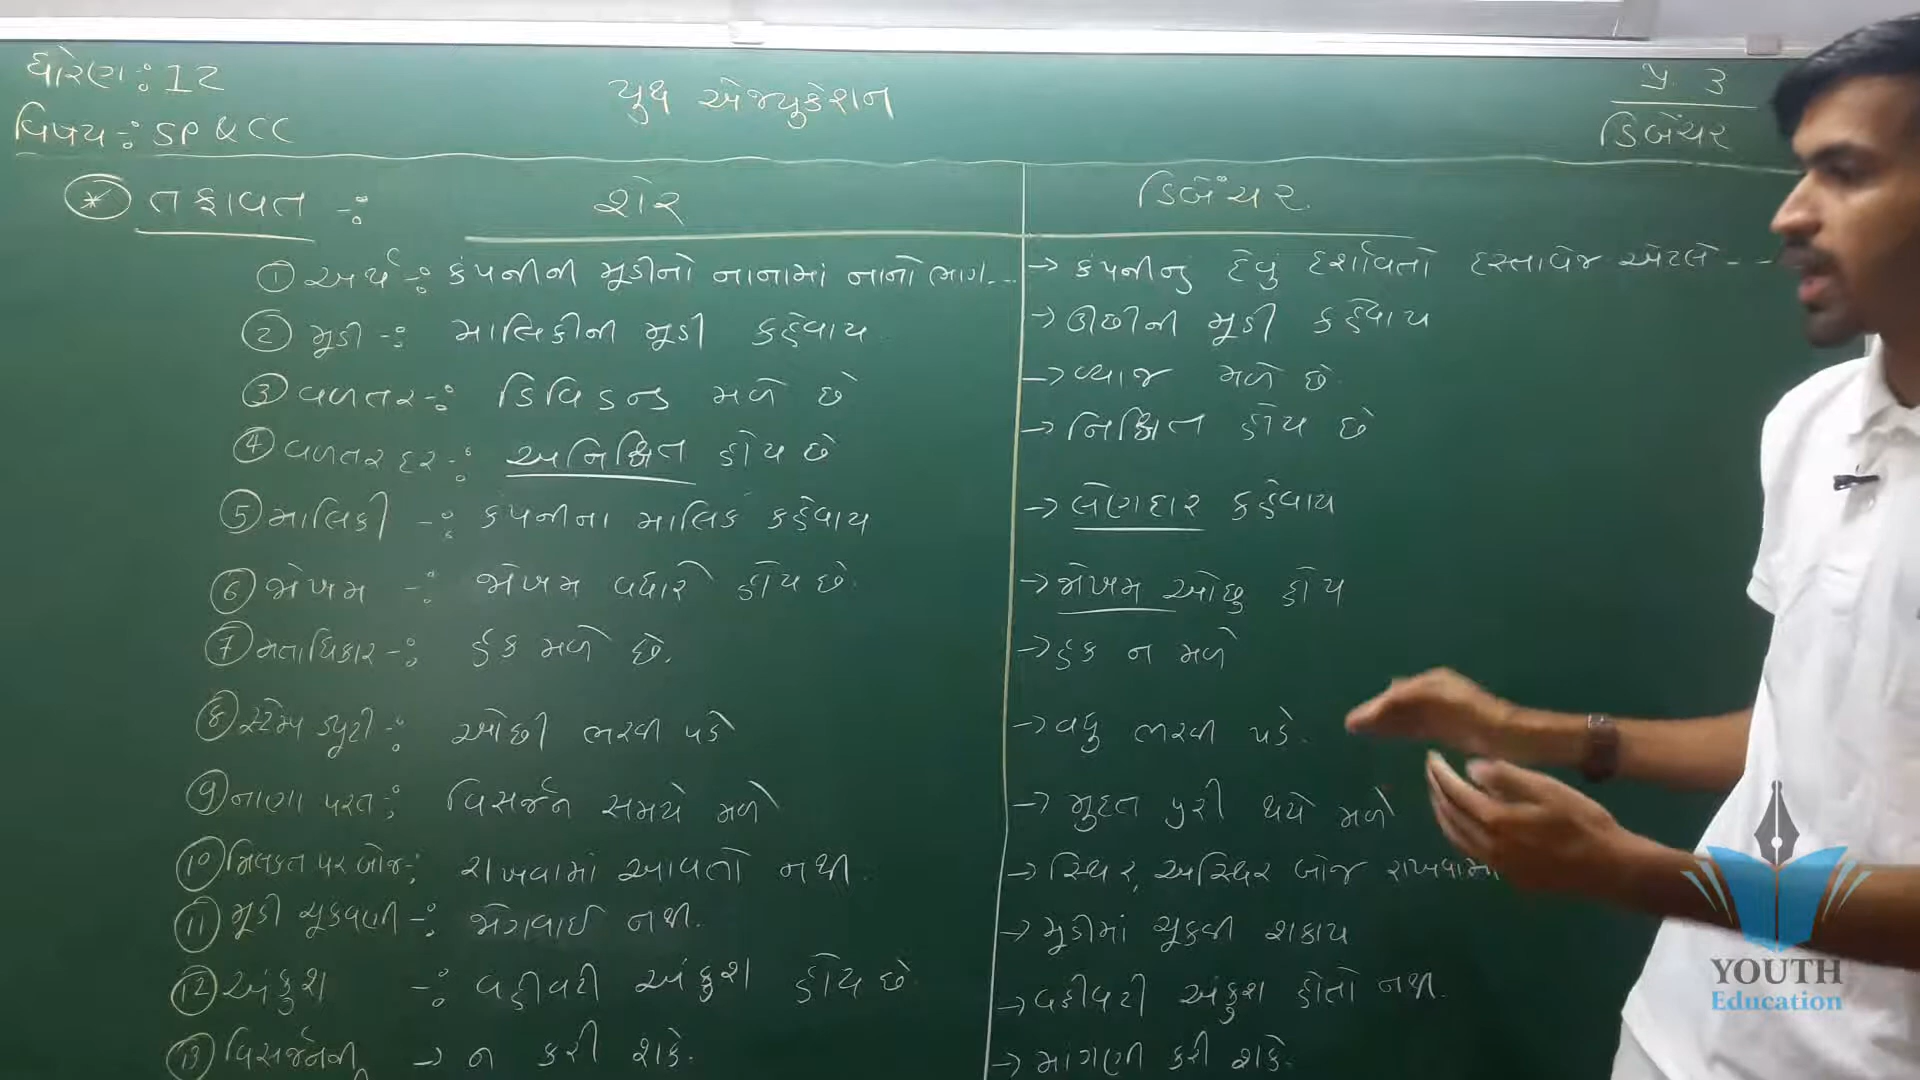 ધોરણ : 12
વિષય : SP & CC
યુથ એજ્યુકેશન
પ્ર. 3
ડિબેંચર
* તફાવત :
શેર
ડિબેંચર
① અર્થ : કંપનીની મૂડીનો નાનામાં નાનો ભાગ...
→ કંપનીનું દેવું દર્શાવતો દસ્તાવેજ એટલે - - -
② મૂડી : માલિકીની મૂડી કહેવાય
→ ઊછીની મૂડી કહેવાય
③ વળતર : ડિવિડન્ડ મળે છે
→ વ્યાજ મળે છે.
④ વળતર દર : અનિશ્ચિત હોય છે
→ નિશ્ચિત હોય છે
⑤ માલિકી : કંપનીના માલિક કહેવાય
→ લેણદાર કહેવાય
⑥ જોખમ : જોખમ વધારે હોય છે.
→ જોખમ ઓછુ હોય
⑦ મતાધિકાર : હક મળે છે.
→ હક ન મળે
⑧ સ્ટેમ્પ ડ્યુટી : ઓછી ભરવી પડે
→ વધુ ભરવી પડે.
⑨ નાણા પરત : વિસર્જન સમયે મળે
→ મુદત પુરી થયે મળે
⑩ મિલકત પર બોજ : રાખવામાં આવતો નથી.
→ સ્થિર, અસ્થિર બોજ રાખવામાં
⑪ મૂડી ચૂકવણી : જોગવાઈ નથી.
→ મૂડીમાં ચૂકવી શકાય
⑫ અંકુશ : વહીવટી અંકુશ હોય છે.
→ વહીવટી અંકુશ હોતો નથી.
⑬ વિસર્જનની → ન કરી શકે.
→ માંગણી કરી શકે.
YOUTH
Education